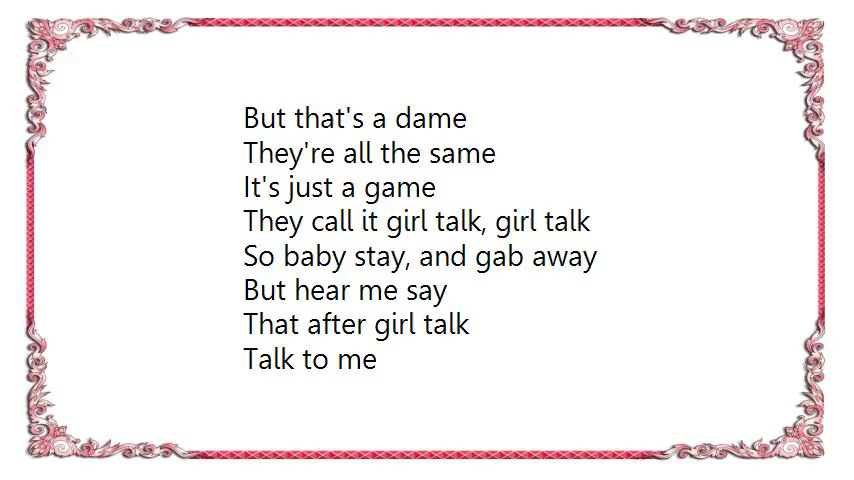 But that's a dame
They're all the same
It's just a game
They call it girl talk, girl talk
So baby stay, and gab away
But hear me say
That after girl talk
Talk to me